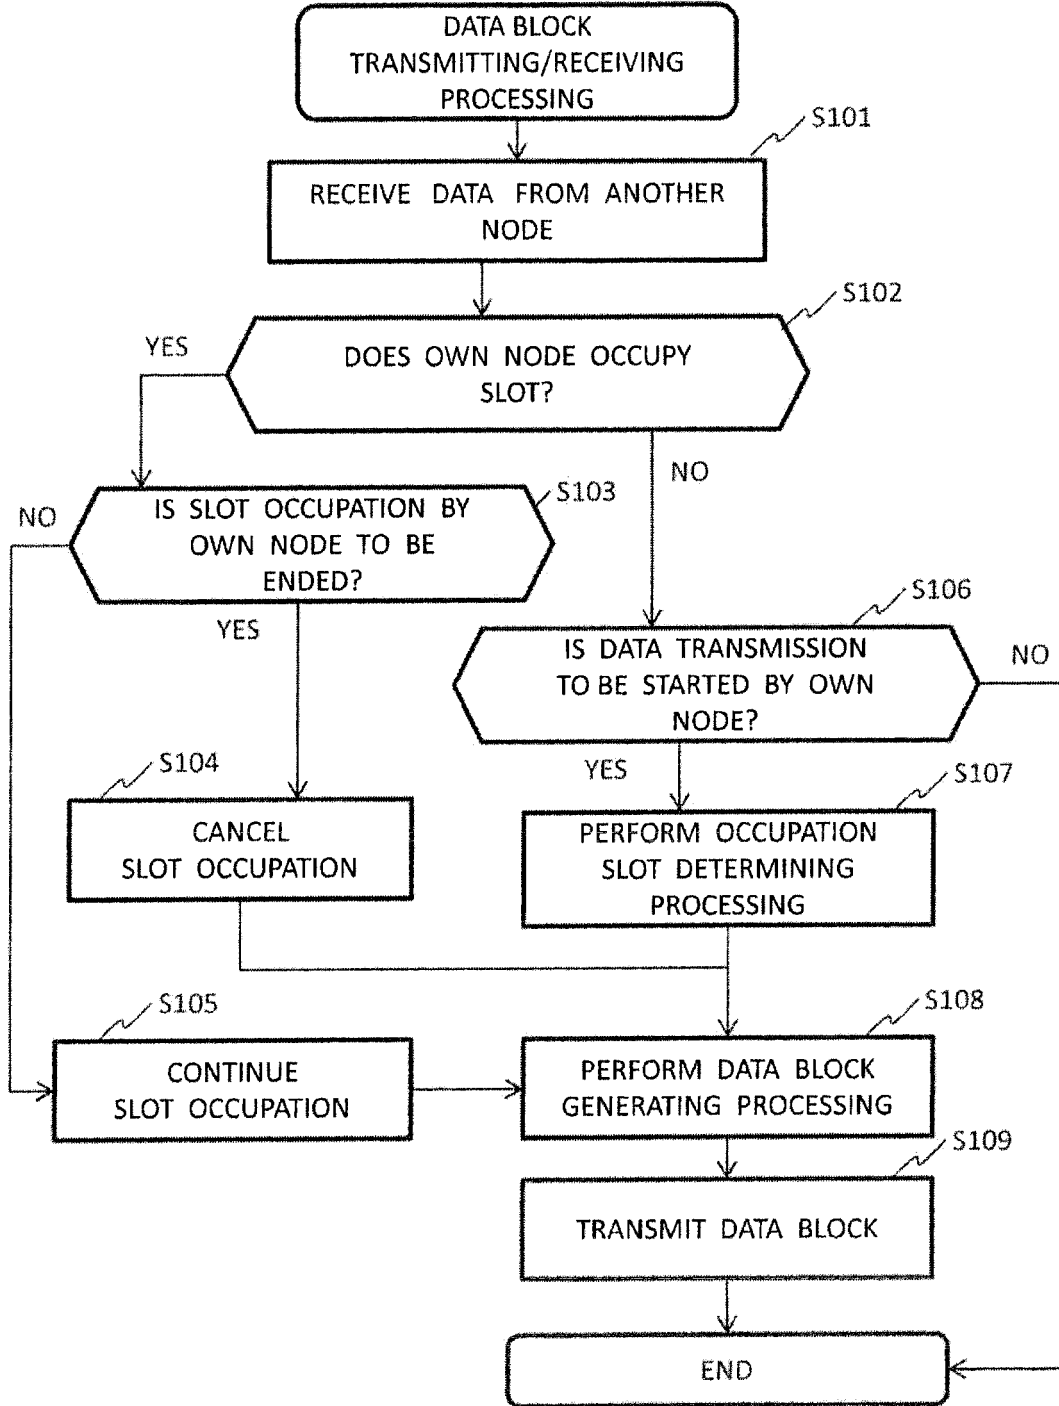 DATA BLOCK
TRANSMITTING/RECEIVING
PROCESSING
S101
RECEIVE DATA FROM ANOTHER
NODE
S102
DOES OWN NODE OCCUPY
SLOT?
YES
NO
S103
IS SLOT OCCUPATION BY
OWN NODE TO BE
ENDED?
NO
YES
S106
IS DATA TRANSMISSION
TO BE STARTED BY OWN
NODE?
NO
YES
S104
CANCEL
SLOT OCCUPATION
S107
PERFORM OCCUPATION
SLOT DETERMINING
PROCESSING
S105
CONTINUE
SLOT OCCUPATION
S108
PERFORM DATA BLOCK
GENERATING PROCESSING
S109
TRANSMIT DATA BLOCK
END